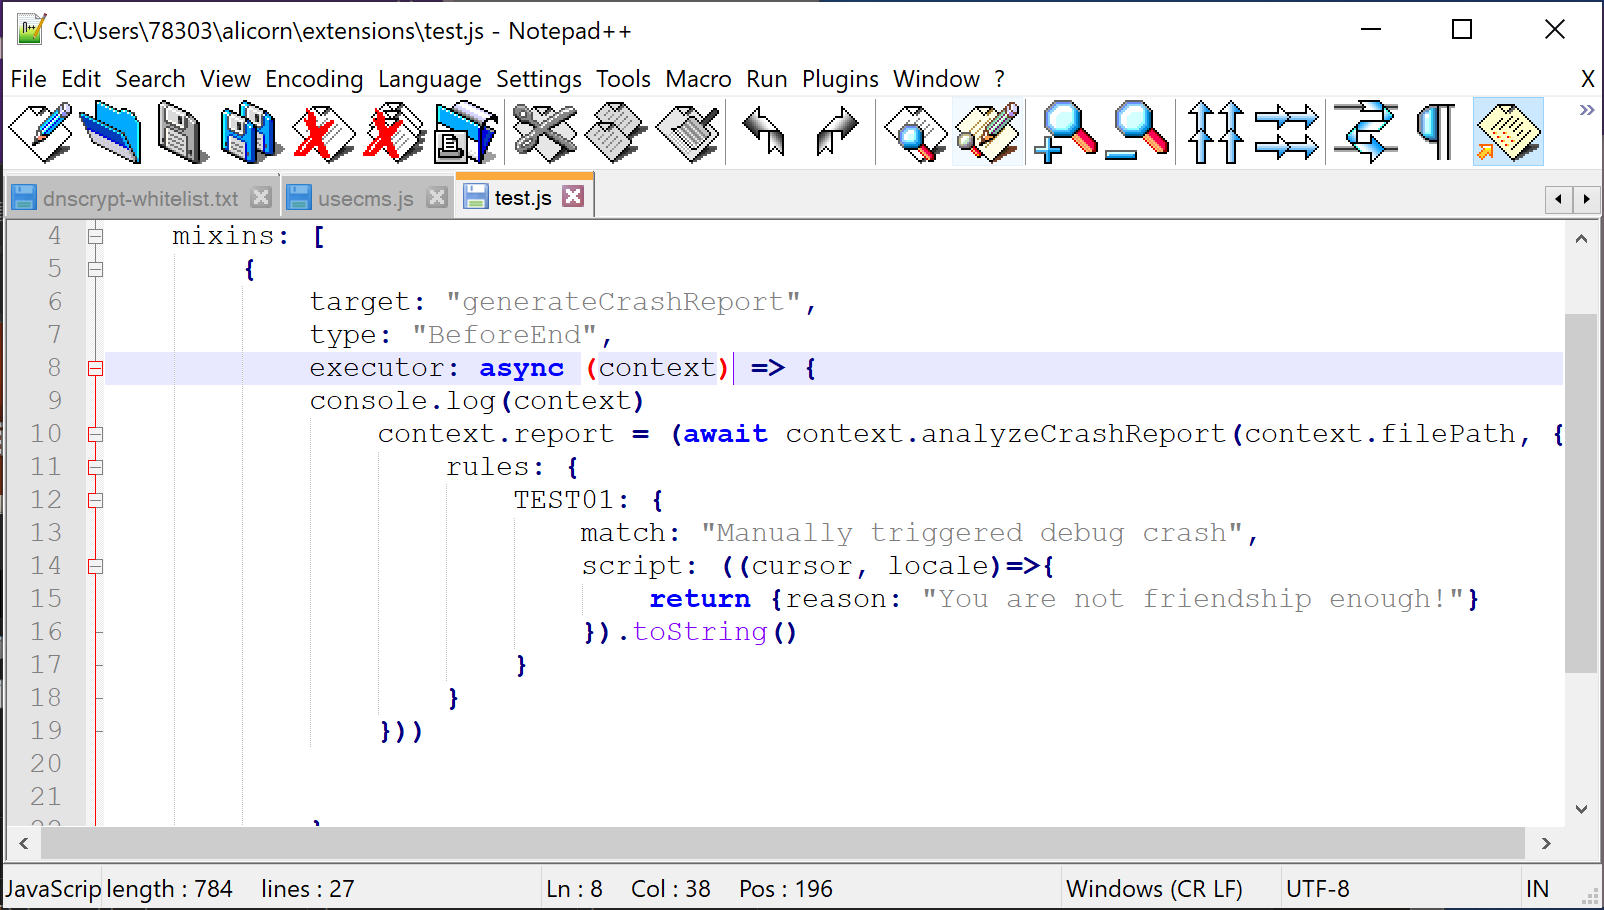 C:\Users\78303\alicorn\extensions\test.js - Notepad++
File Edit Search View Encoding Language Settings Tools Macro Run Plugins Window ? X
dnscrypt-whitelist.txt usecms.js test.js
4 mixins: [
5 {
6 target: "generateCrashReport",
7 type: "BeforeEnd",
8 executor: async (context) => {
9 console.log(context)
10 context.report = (await context.analyzeCrashReport(context.filePath, {
11 rules: {
12 TEST01: {
13 match: "Manually triggered debug crash",
14 script: ((cursor, locale)=>{
15 return {reason: "You are not friendship enough!"}
16 }).toString()
17 }
18 }
19 }))
20
21
JavaScrip length : 784 lines : 27 Ln : 8 Col : 38 Pos : 196 Windows (CR LF) UTF-8 IN